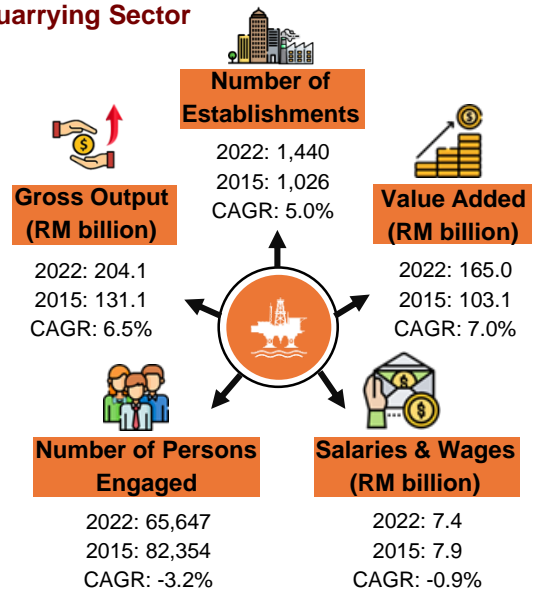 uarrying Sector
Number of
Establishments
2022: 1,440
2015: 1,026
CAGR: 5.0%
Gross Output
(RM billion)
2022: 204.1
2015: 131.1
CAGR: 6.5%
Value Added
(RM billion)
2022: 165.0
2015: 103.1
CAGR: 7.0%
Number of Persons
Engaged
2022: 65,647
2015: 82,354
CAGR: -3.2%
Salaries & Wages
(RM billion)
2022: 7.4
2015: 7.9
CAGR: -0.9%